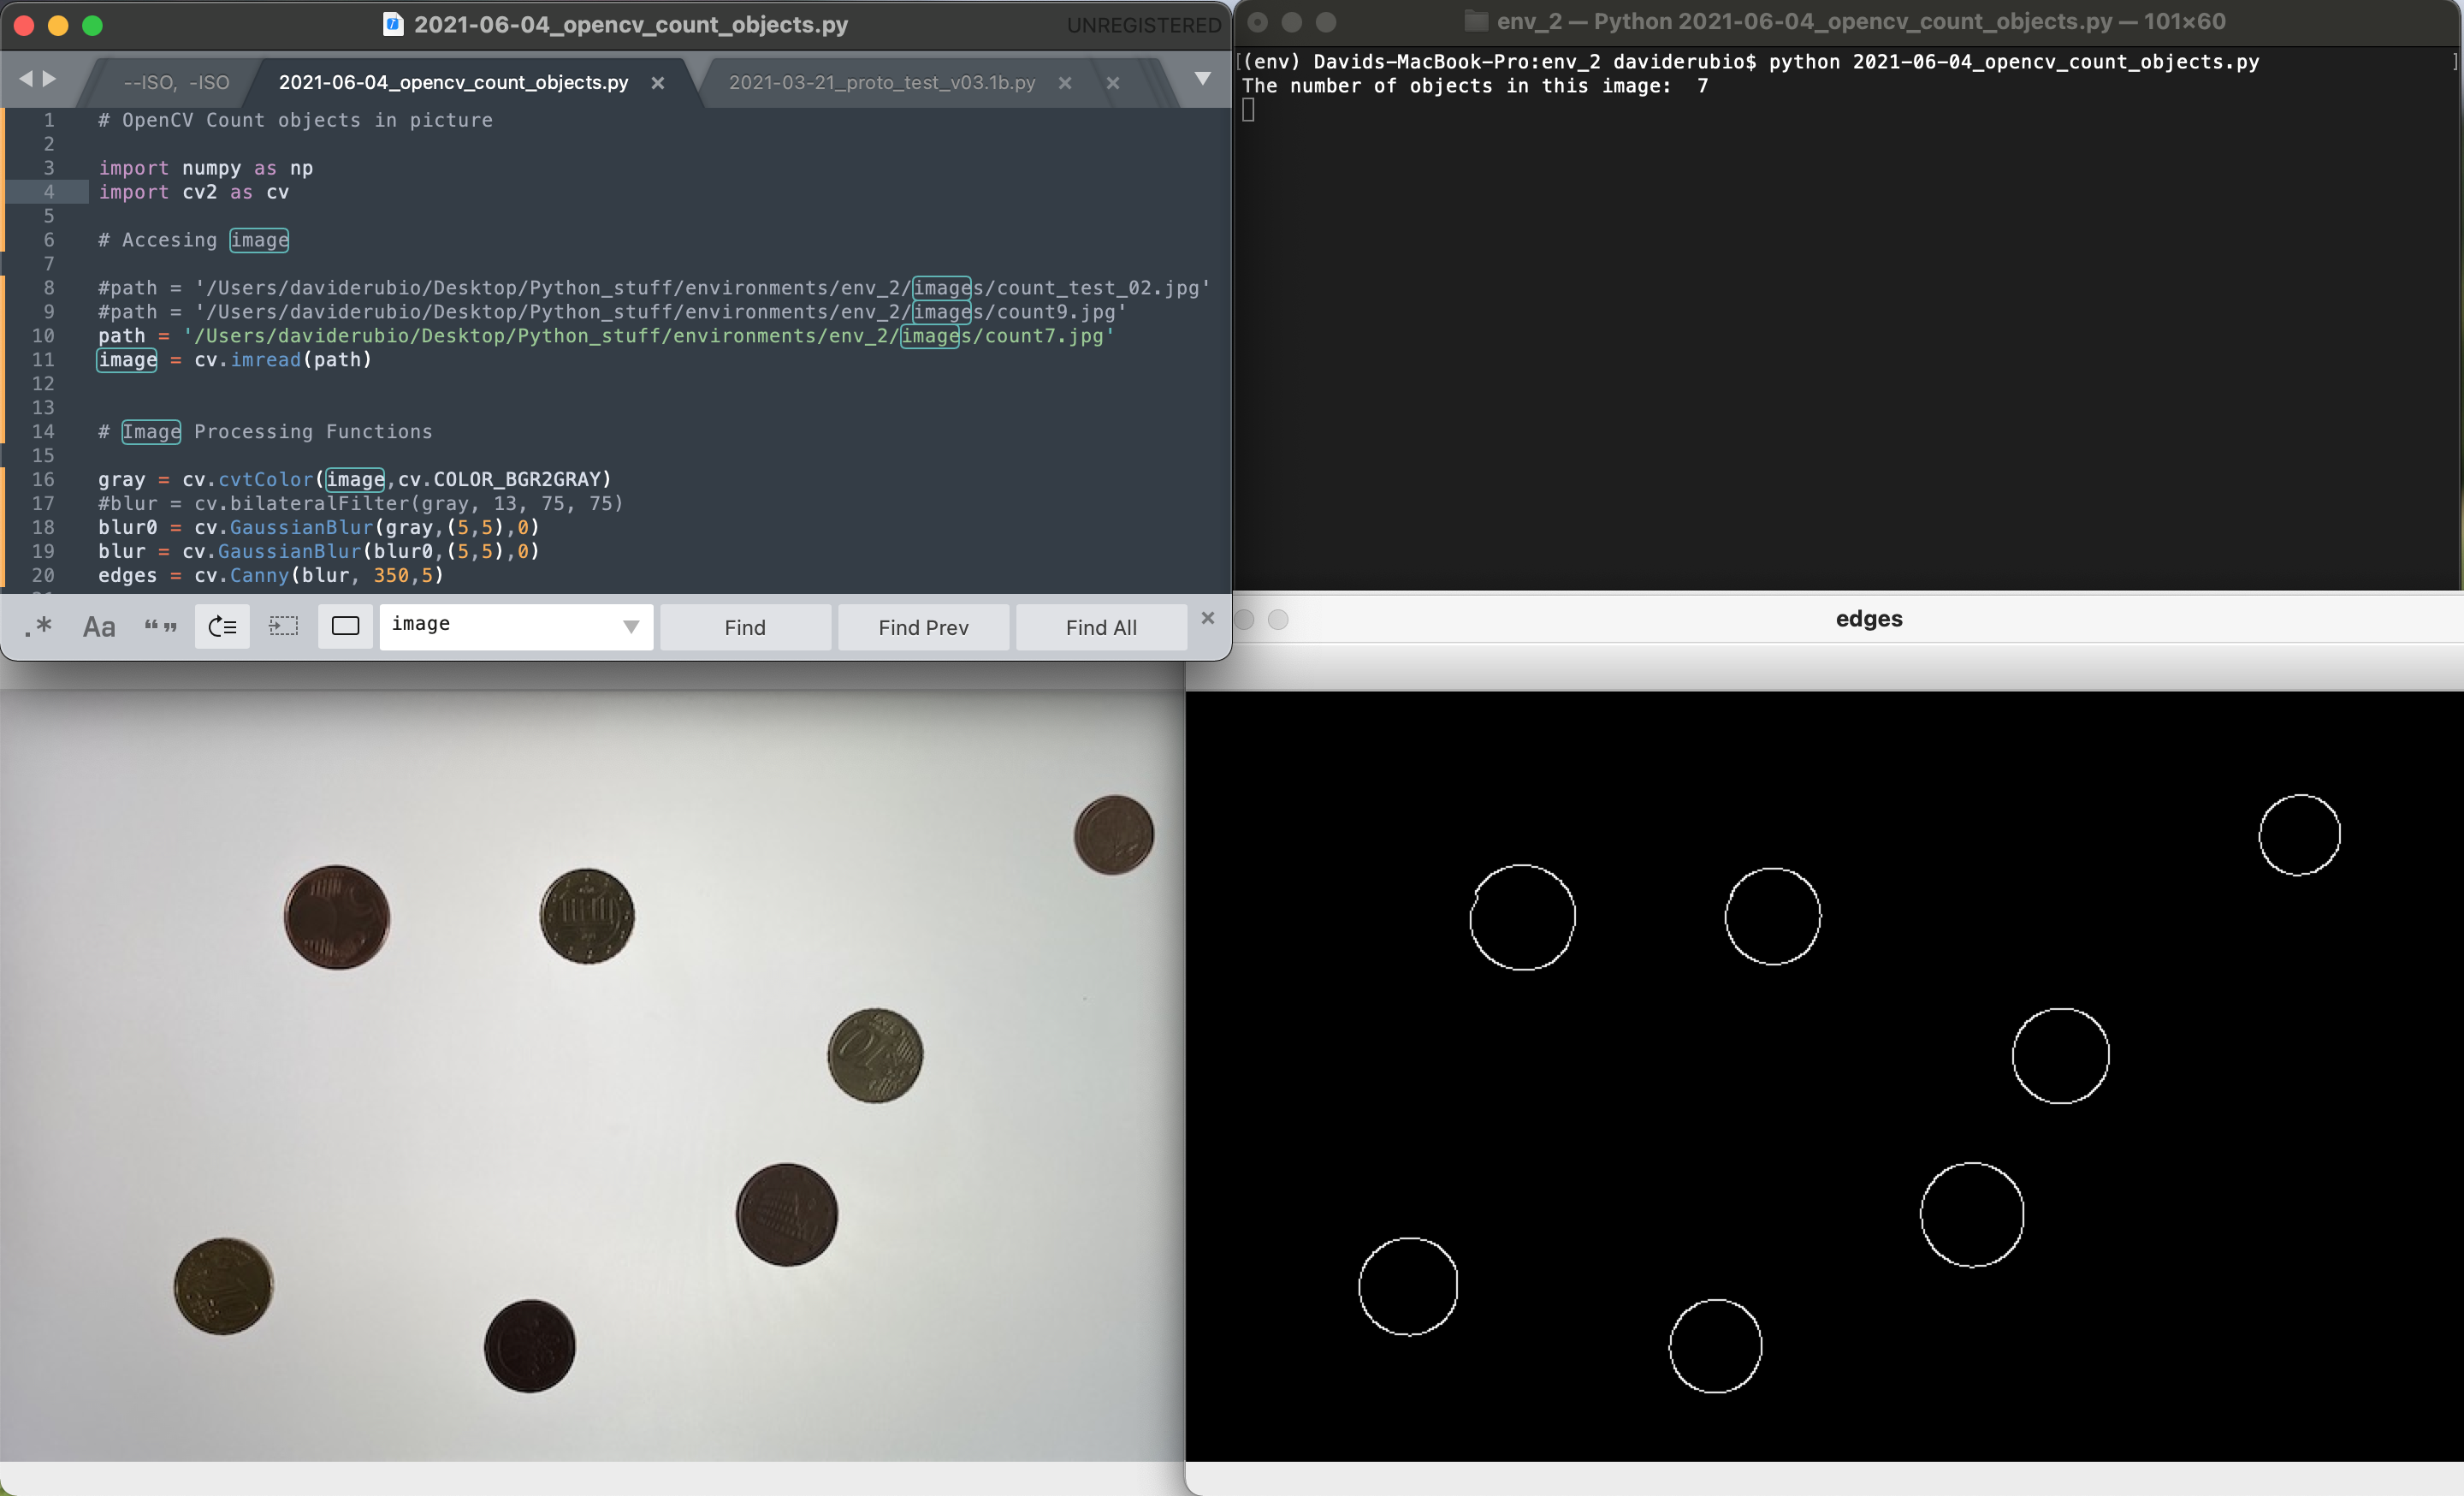 2021-06-04_opencv_count_objects.py
UNREGISTERED
--ISO, -ISO
2021-06-04_opencv_count_objects.py
2021-03-21_proto_test_v03.1b.py
1 # OpenCV Count objects in picture
2
3 import numpy as np
4 import cv2 as cv
5
6 # Accesing image
7
8 #path = '/Users/daviderubio/Desktop/Python_stuff/environments/env_2/images/count_test_02.jpg'
9 #path = '/Users/daviderubio/Desktop/Python_stuff/environments/env_2/images/count9.jpg'
10 path = '/Users/daviderubio/Desktop/Python_stuff/environments/env_2/images/count7.jpg'
11 image = cv.imread(path)
12
13
14 # Image Processing Functions
15
16 gray = cv.cvtColor(image,cv.COLOR_BGR2GRAY)
17 #blur = cv.bilateralFilter(gray, 13, 75, 75)
18 blur0 = cv.GaussianBlur(gray,(5,5),0)
19 blur = cv.GaussianBlur(blur0,(5,5),0)
20 edges = cv.Canny(blur, 350,5)
.* Aa “” image Find Find Prev Find All
env_2 — Python 2021-06-04_opencv_count_objects.py — 101×60
[(env) Davids-MacBook-Pro:env_2 daviderubio$ python 2021-06-04_opencv_count_objects.py ]
The number of objects in this image:  7
edges
10